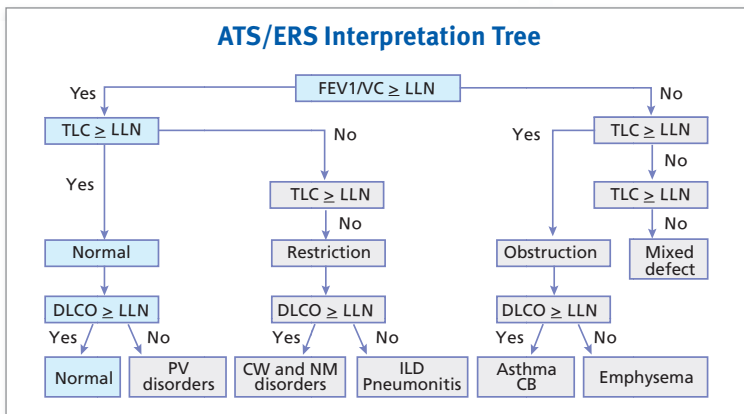 ATS/ERS Interpretation Tree
FEV1/VC ≥ LLN
Yes
No
TLC ≥ LLN
No
Yes
TLC ≥ LLN
Yes
No
TLC ≥ LLN
TLC ≥ LLN
No
No
Normal
Restriction
Obstruction
Mixed
defect
DLCO ≥ LLN
DLCO ≥ LLN
DLCO ≥ LLN
Yes
No
Yes
No
Yes
No
Normal
PV
disorders
CW and NM
disorders
ILD
Pneumonitis
Asthma
CB
Emphysema